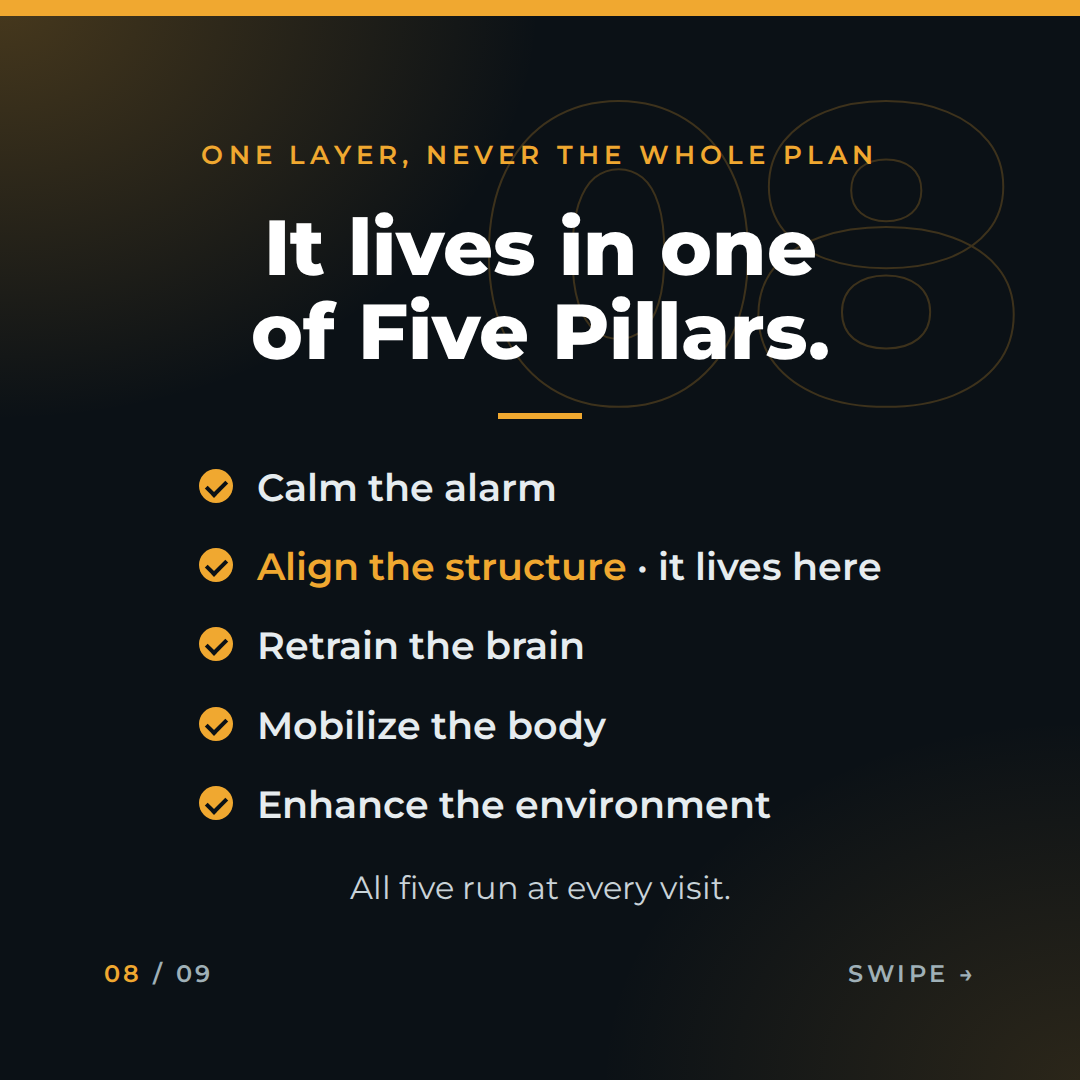 08
ONE LAYER, NEVER THE WHOLE PLAN
It lives in one
of Five Pillars.
Calm the alarm
Align the structure · it lives here
Retrain the brain
Mobilize the body
Enhance the environment
All five run at every visit.
08 / 09
SWIPE →